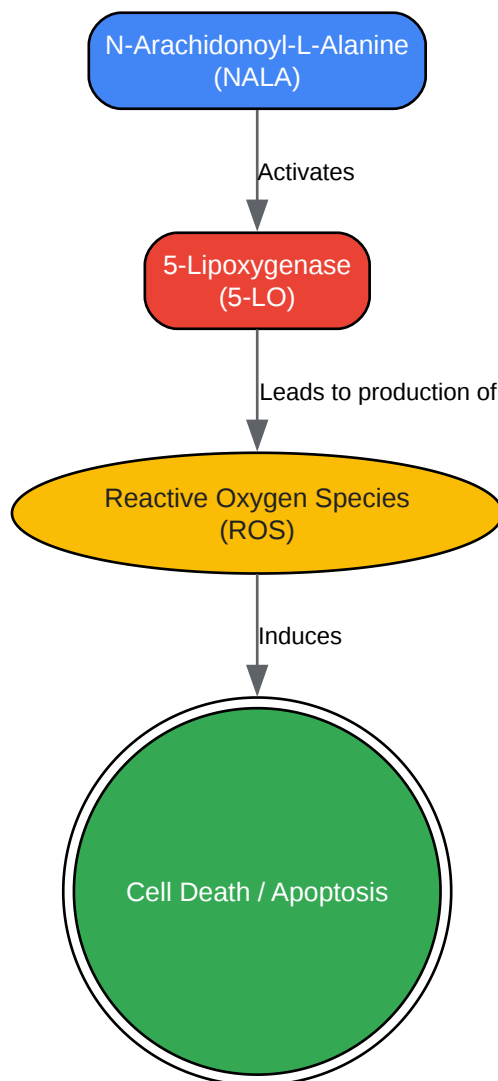 N-Arachidonoyl-L-Alanine
(NALA)
Activates
5-Lipoxygenase
(5-LO)
Leads to production of
Reactive Oxygen Species
(ROS)
Induces
Cell Death / Apoptosis